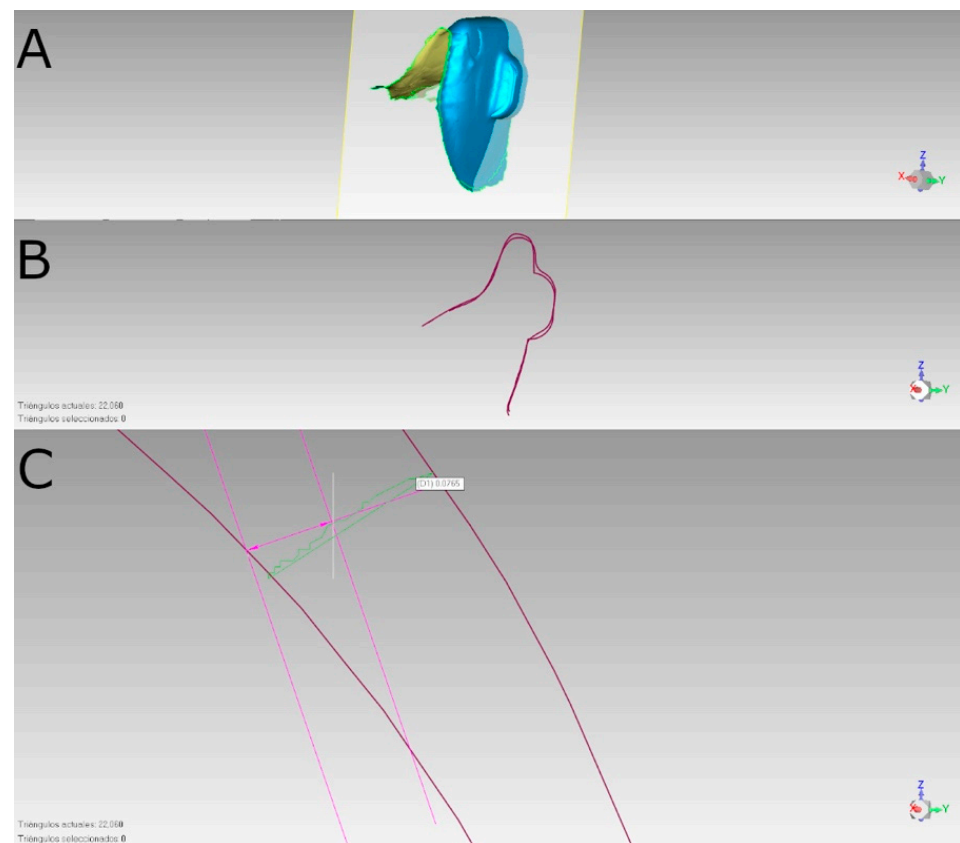 A
Z
X
Y
B
Z
Y
Triángulos actuales: 22,060
Triángulos seleccionados: 0
C
(D1) 0.0765
Z
Y
Triángulos actuales: 22,060
Triángulos seleccionados: 0